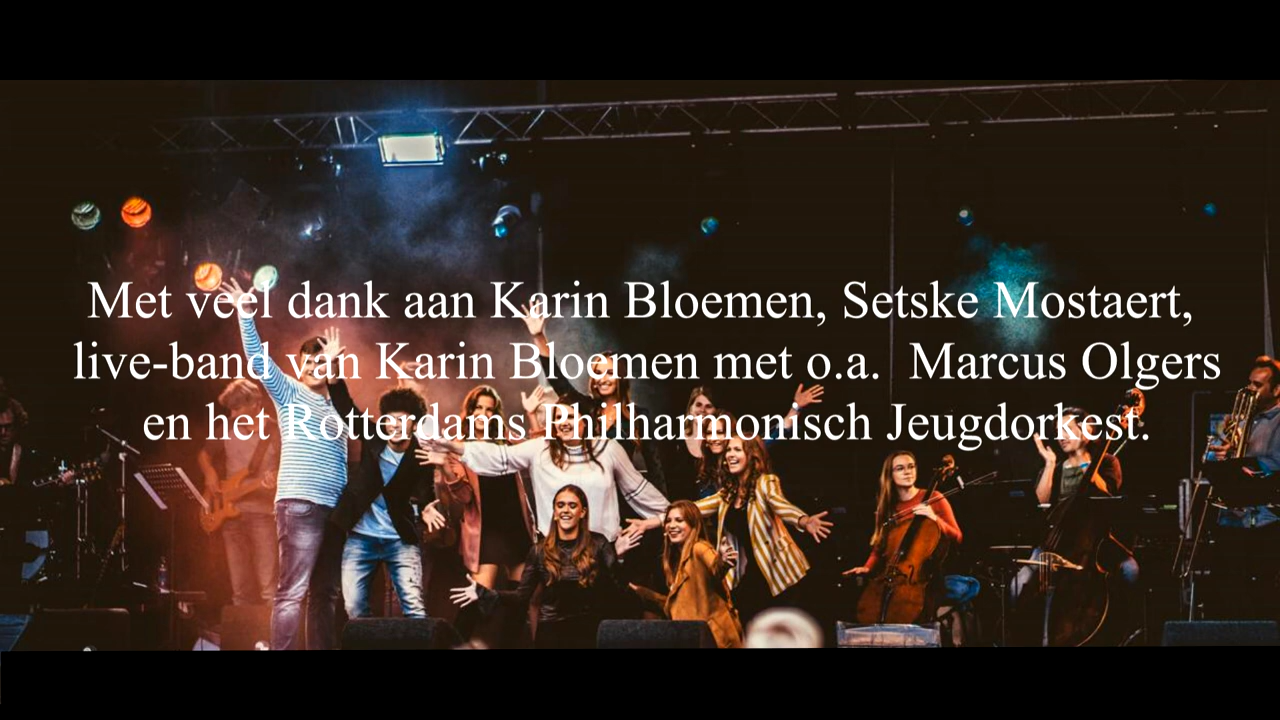 Met veel dank aan Karin Bloemen, Setske Mostaert,
live-band van Karin Bloemen met o.a. Marcus Olgers
en het Rotterdams Philharmonisch Jeugdorkest.